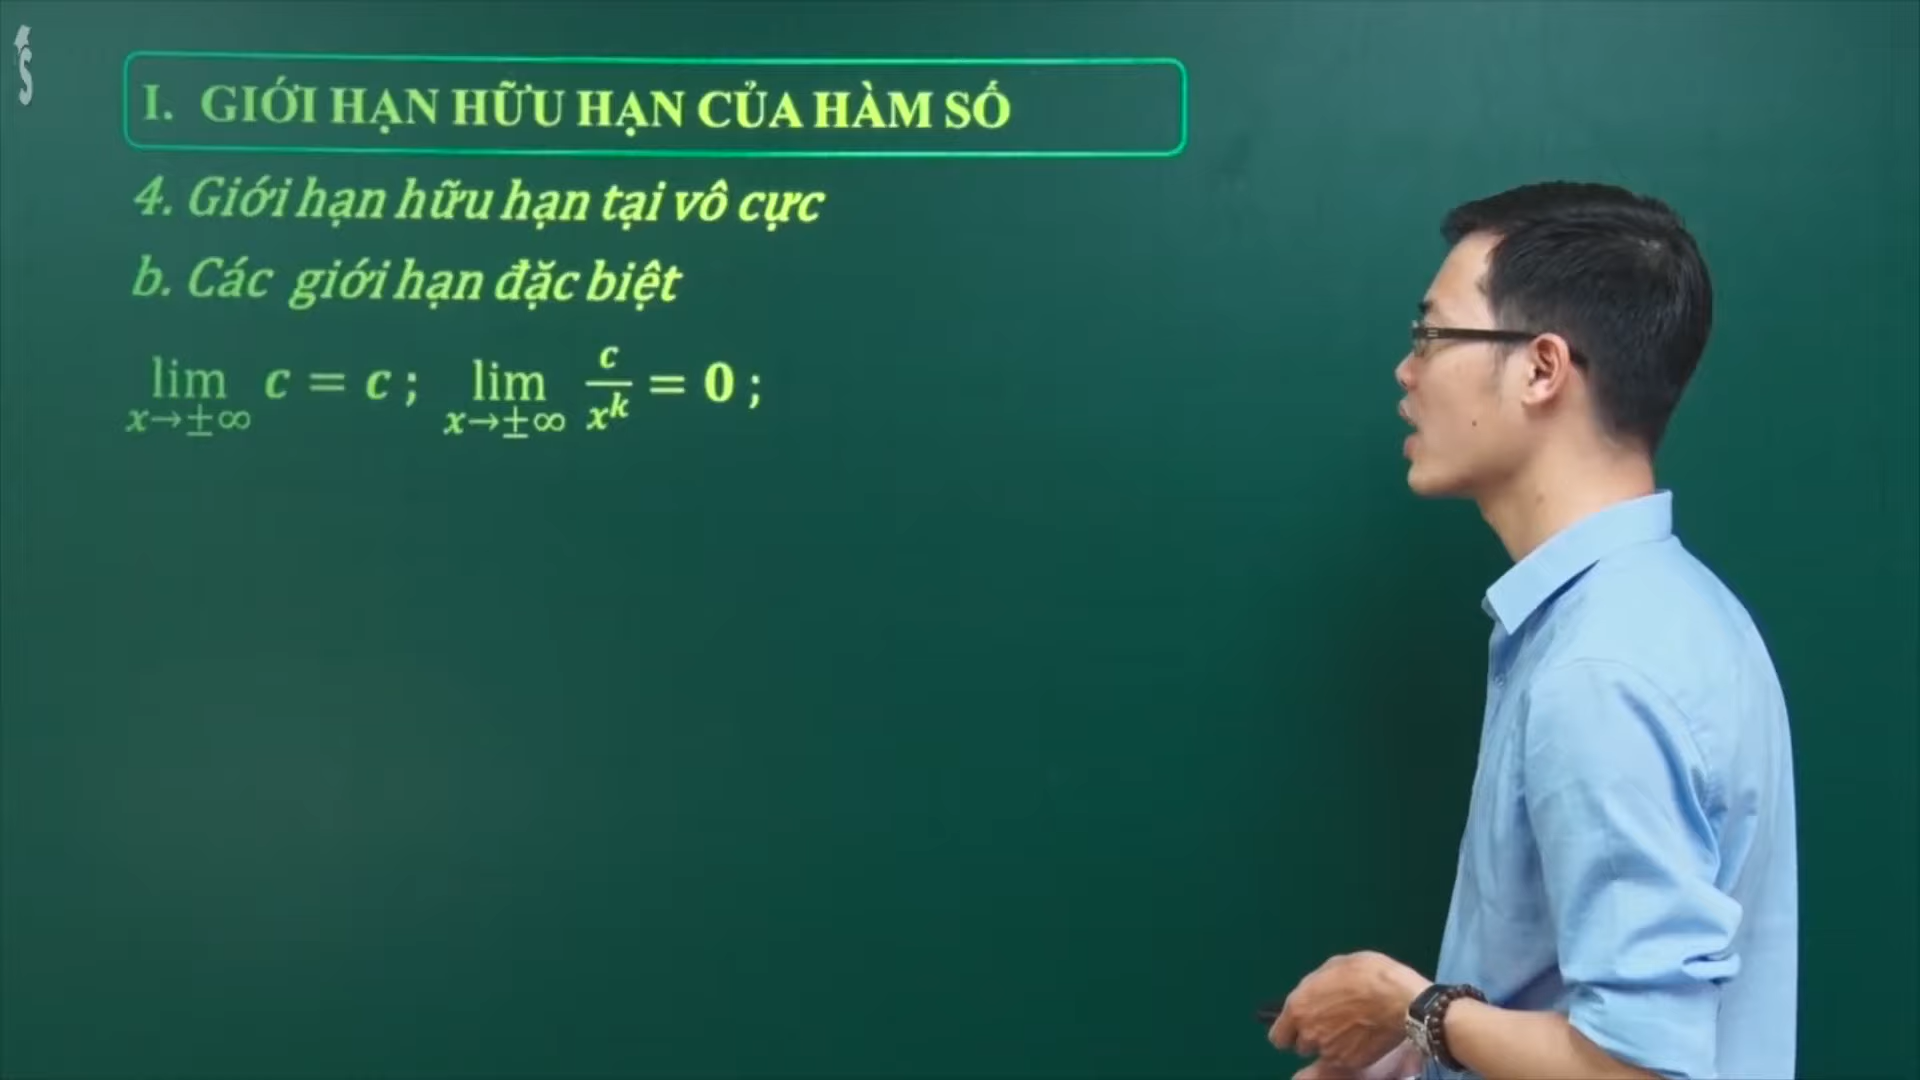 I. GIỚI HẠN HỮU HẠN CỦA HÀM SỐ
4. Giới hạn hữu hạn tại vô cực
b. Các giới hạn đặc biệt
lim x→±∞ c = c ; lim x→±∞ c/x^k = 0 ;
S